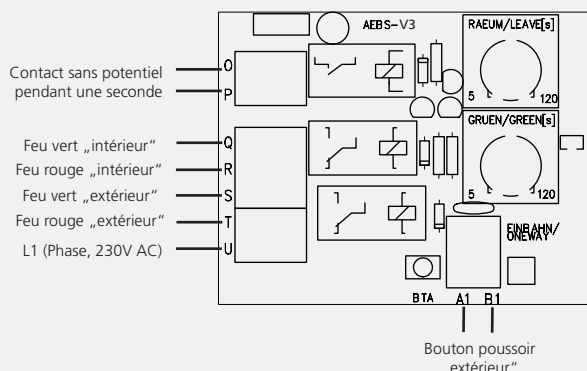 AEBS-V3
RAEUM/LEAVE[s]
5 120
Contact sans potentiel
pendant une seconde
O
P
GRUEN/GREEN[s]
5 120
Feu vert „intérieur“
Q
Feu rouge „intérieur“
R
Feu vert „extérieur“
S
Feu rouge „extérieur“
T
L1 (Phase, 230V AC)
U
EINBAHN/
ONEWAY
BTA A1 B1
Bouton poussoir
extérieur“